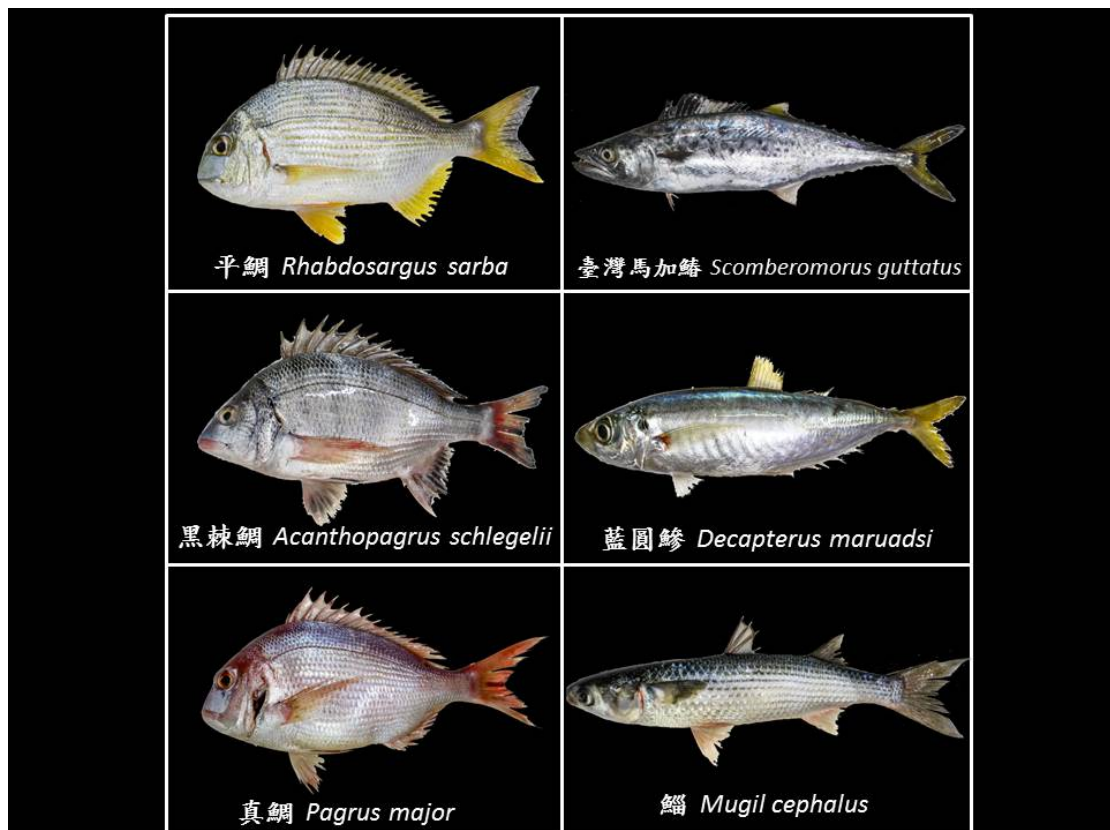 平鯛 Rhabdosargus sarba
臺灣馬加鰆 Scomberomorus guttatus
黑棘鯛 Acanthopagrus schlegelii
藍圓鰺 Decapterus maruadsi
真鯛 Pagrus major
鯔 Mugil cephalus